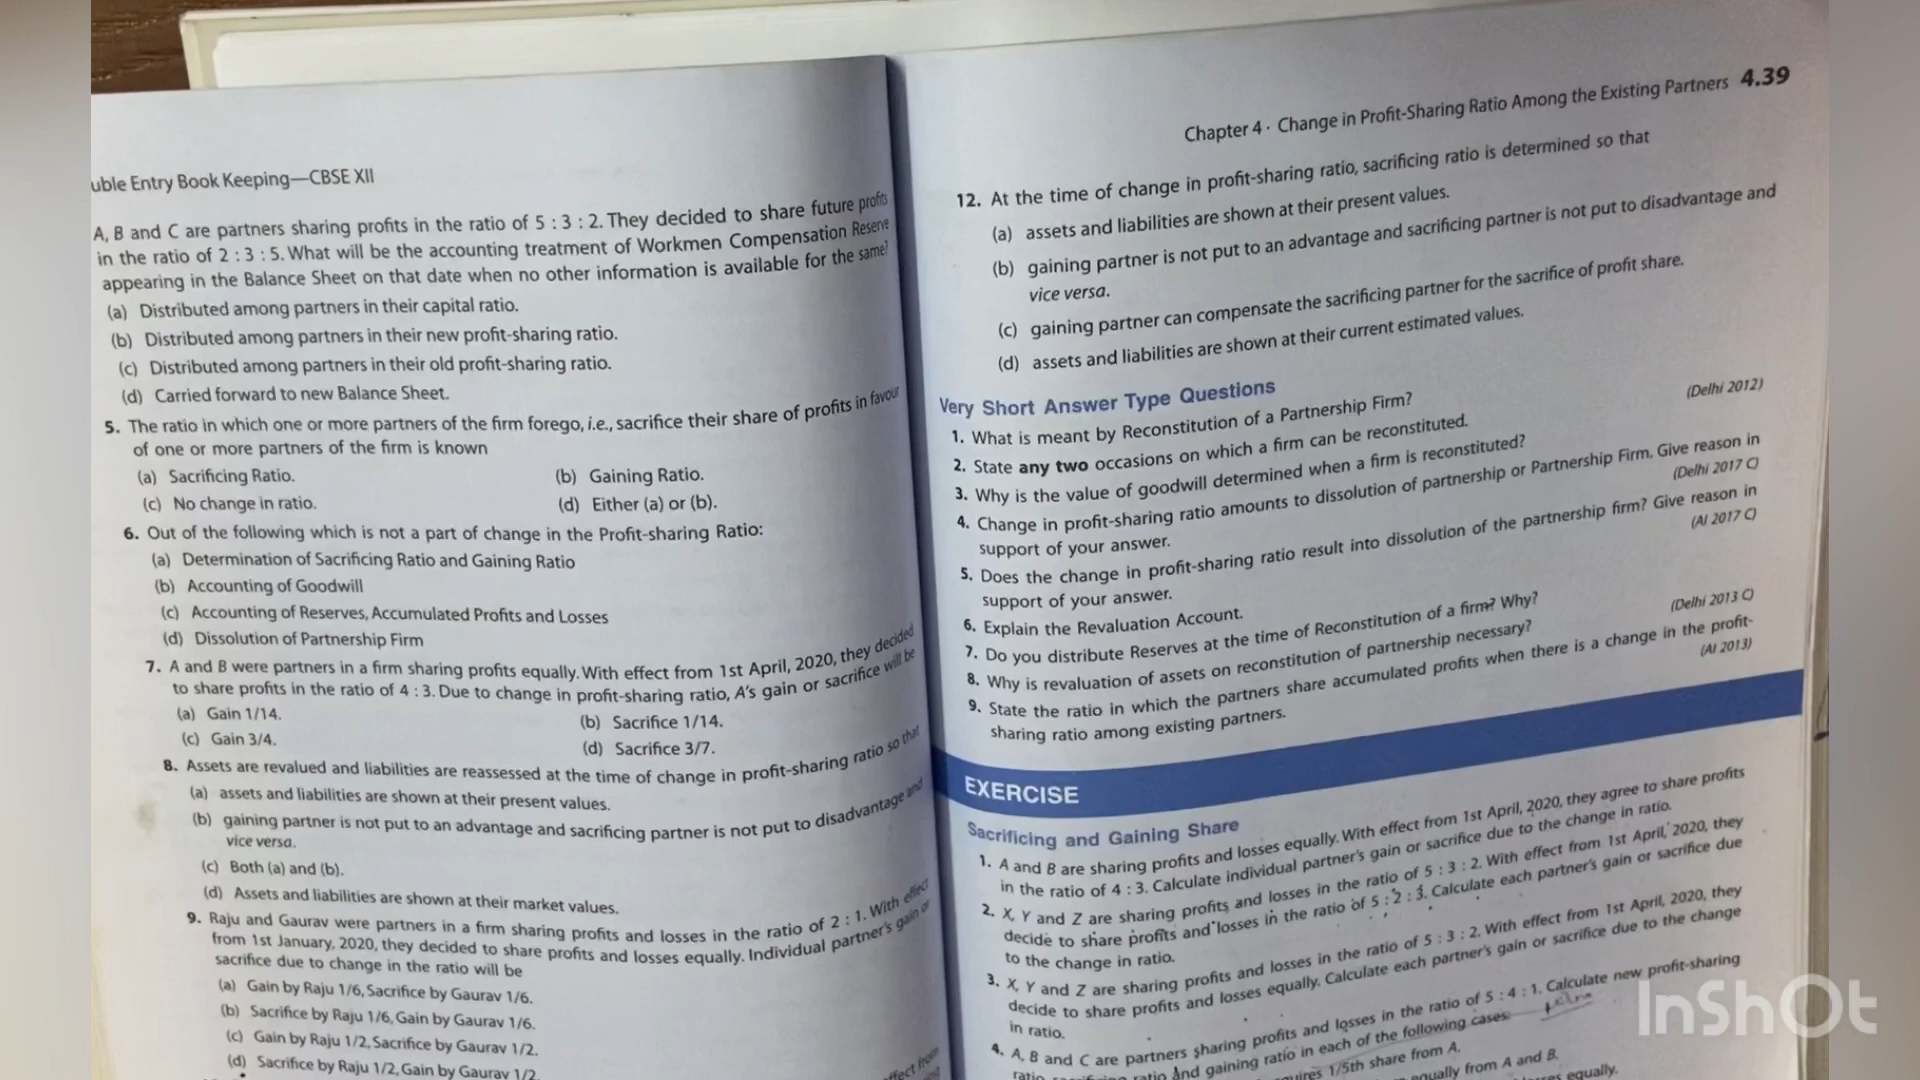 uble Entry Book Keeping—CBSE XII
A, B and C are partners sharing profits in the ratio of 5 : 3 : 2. They decided to share future profits
in the ratio of 2 : 3 : 5. What will be the accounting treatment of Workmen Compensation Reserve
appearing in the Balance Sheet on that date when no other information is available for the same?
(a) Distributed among partners in their capital ratio.
(b) Distributed among partners in their new profit-sharing ratio.
(c) Distributed among partners in their old profit-sharing ratio.
(d) Carried forward to new Balance Sheet.
5. The ratio in which one or more partners of the firm forego, i.e., sacrifice their share of profits in favour
of one or more partners of the firm is known
(a) Sacrificing Ratio. (b) Gaining Ratio.
(c) No change in ratio. (d) Either (a) or (b).
6. Out of the following which is not a part of change in the Profit-sharing Ratio:
(a) Determination of Sacrificing Ratio and Gaining Ratio
(b) Accounting of Goodwill
(c) Accounting of Reserves, Accumulated Profits and Losses
(d) Dissolution of Partnership Firm
7. A and B were partners in a firm sharing profits equally. With effect from 1st April, 2020, they decided
to share profits in the ratio of 4 : 3. Due to change in profit-sharing ratio, A's gain or sacrifice will be
(a) Gain 1/14. (b) Sacrifice 1/14.
(c) Gain 3/4. (d) Sacrifice 3/7.
8. Assets are revalued and liabilities are reassessed at the time of change in profit-sharing ratio so that
(a) assets and liabilities are shown at their present values.
(b) gaining partner is not put to an advantage and sacrificing partner is not put to disadvantage and
vice versa.
(c) Both (a) and (b).
(d) Assets and liabilities are shown at their market values.
9. Raju and Gaurav were partners in a firm sharing profits and losses in the ratio of 2 : 1. With effect
from 1st January, 2020, they decided to share profits and losses equally. Individual partner's gain or
sacrifice due to change in the ratio will be
(a) Gain by Raju 1/6, Sacrifice by Gaurav 1/6.
(b) Sacrifice by Raju 1/6, Gain by Gaurav 1/6.
(c) Gain by Raju 1/2, Sacrifice by Gaurav 1/2.
(d) Sacrifice by Raju 1/2, Gain by Gaurav 1/2.
effect from
Chapter 4 · Change in Profit-Sharing Ratio Among the Existing Partners 4.39
12. At the time of change in profit-sharing ratio, sacrificing ratio is determined so that
(a) assets and liabilities are shown at their present values.
(b) gaining partner is not put to an advantage and sacrificing partner is not put to disadvantage and
vice versa.
(c) gaining partner can compensate the sacrificing partner for the sacrifice of profit share.
(d) assets and liabilities are shown at their current estimated values.
Very Short Answer Type Questions
1. What is meant by Reconstitution of a Partnership Firm? (Delhi 2012)
2. State any two occasions on which a firm can be reconstituted.
3. Why is the value of goodwill determined when a firm is reconstituted?
4. Change in profit-sharing ratio amounts to dissolution of partnership or Partnership Firm. Give reason in
support of your answer. (Delhi 2017 C)
5. Does the change in profit-sharing ratio result into dissolution of the partnership firm? Give reason in
support of your answer. (AI 2017 C)
6. Explain the Revaluation Account.
7. Do you distribute Reserves at the time of Reconstitution of a firm? Why?
8. Why is revaluation of assets on reconstitution of partnership necessary? (Delhi 2013 C)
9. State the ratio in which the partners share accumulated profits when there is a change in the profit-
sharing ratio among existing partners. (AI 2013)
EXERCISE
Sacrificing and Gaining Share
1. A and B are sharing profits and losses equally. With effect from 1st April, 2020, they agree to share profits
in the ratio of 4 : 3. Calculate individual partner's gain or sacrifice due to the change in ratio.
2. X, Y and Z are sharing profits and losses in the ratio of 5 : 3 : 2. With effect from 1st April, 2020, they
decide to share profits and losses in the ratio of 5 : 2 : 3. Calculate each partner's gain or sacrifice due
to the change in ratio.
3. X, Y and Z are sharing profits and losses in the ratio of 5 : 3 : 2. With effect from 1st April, 2020, they
decide to share profits and losses equally. Calculate each partner's gain or sacrifice due to the change
in ratio.
4. A, B and C are partners sharing profits and losses in the ratio of 5 : 4 : 1. Calculate new profit-sharing
ratio and gaining ratio in each of the following cases:
1/5th share from A.
equally from A and B.
equally.
InShOt